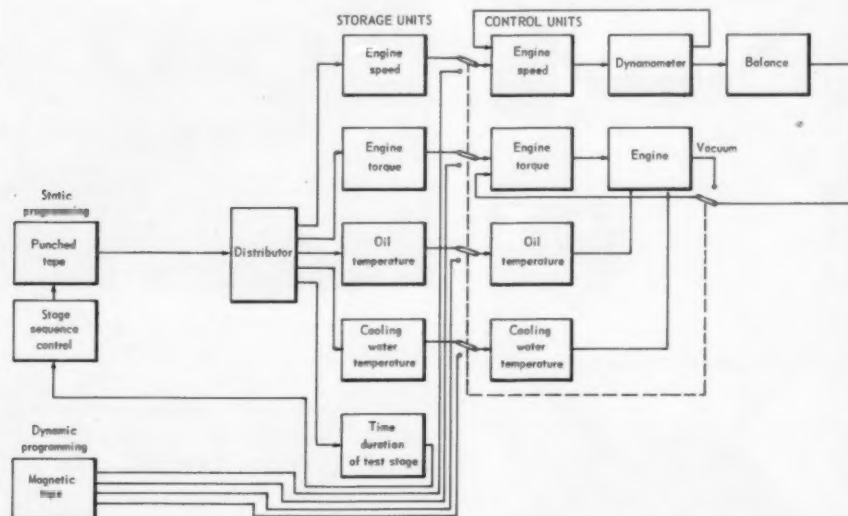 STORAGE UNITS
CONTROL UNITS
Engine
speed
Engine
speed
Dynamometer
Balance
Engine
torque
Engine
torque
Engine
Vacuum
Static
programming
Punched
tape
Distributor
Oil
temperature
Oil
temperature
Stage
sequence
control
Cooling
water
temperature
Cooling
water
temperature
Dynamic
programming
Time
duration
of test stage
Magnetic
tape